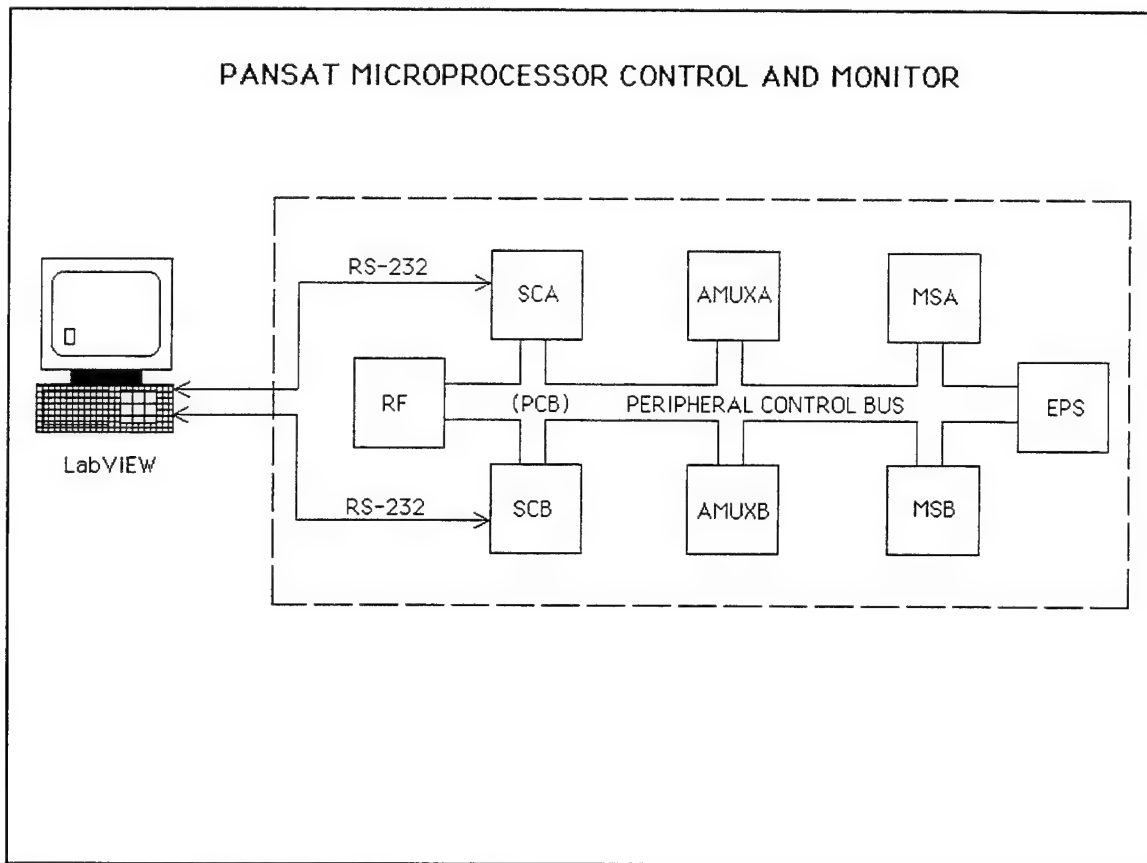 PANSAT MICROPROCESSOR CONTROL AND MONITOR
RS-232
SCA
AMUXA
MSA
RF
(PCB)
PERIPHERAL CONTROL BUS
EPS
LabVIEW
RS-232
SCB
AMUXB
MSB